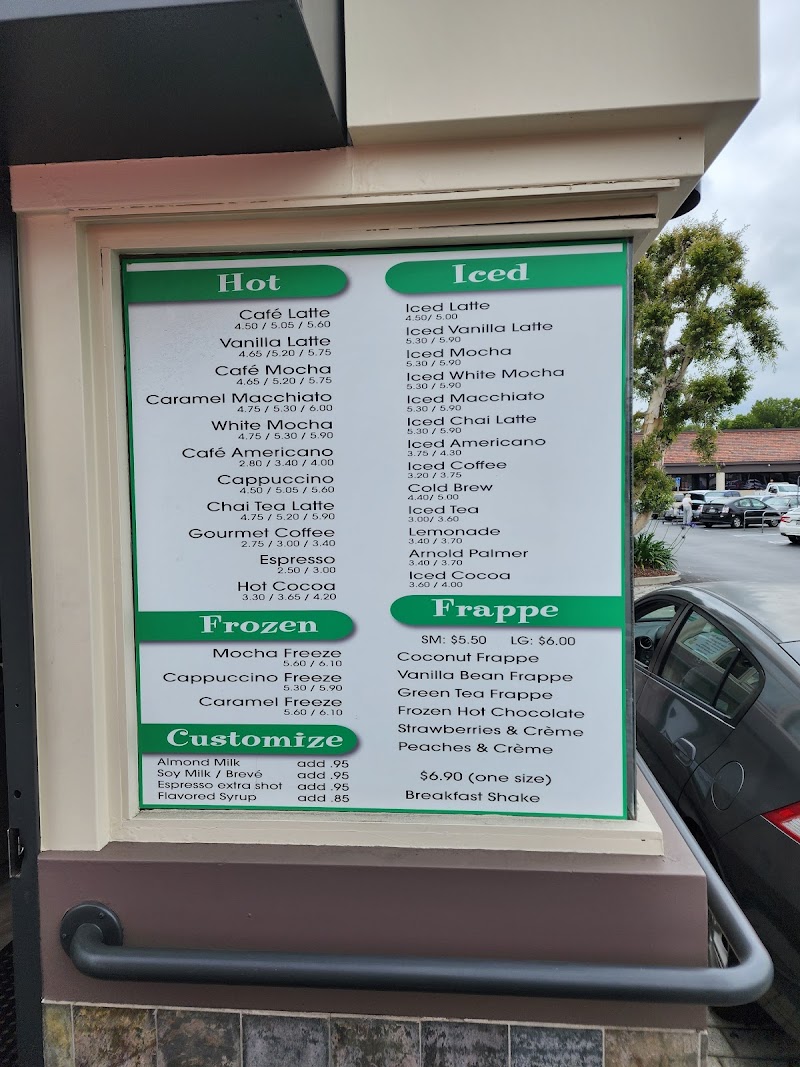 Hot
Café Latte
4.50 / 5.05 / 5.60
Vanilla Latte
4.65 /5.20 / 5.75
Café Mocha
4.65 / 5.20 / 5.75
Caramel Macchiato
4.75 / 5.30 / 6.00
White Mocha
4.75 / 5.30 / 5.90
Café Americano
2.80 / 3.40 / 4.00
Cappuccino
4.50 / 5.05 / 5.60
Chai Tea Latte
4.75 / 5.20 / 5.90
Gourmet Coffee
2.75 / 3.00 / 3.40
Espresso
2.50 / 3.00
Hot Cocoa
3.30 / 3.65 / 4.20
Frozen
Mocha Freeze
5.60 / 6.10
Cappuccino Freeze
5.30 / 5.90
Caramel Freeze
5.60 / 6.10
Customize
Almond Milk add .95
Soy Milk / Brevé add .95
Espresso extra shot add .95
Flavored Syrup add .85
Iced
Iced Latte
4.50/ 5.00
Iced Vanilla Latte
5.30 / 5.90
Iced Mocha
5.30 / 5.90
Iced White Mocha
5.30 / 5.90
Iced Macchiato
5.30 / 5.90
Iced Chai Latte
5.30 / 5.90
Iced Americano
3.75 / 4.30
Iced Coffee
3.20 / 3.75
Cold Brew
4.40/ 5.00
Iced Tea
3.00/ 3.60
Lemonade
3.40 / 3.70
Arnold Palmer
3.40 / 3.70
Iced Cocoa
3.60 / 4.00
Frappe
SM: $5.50 LG: $6.00
Coconut Frappe
Vanilla Bean Frappe
Green Tea Frappe
Frozen Hot Chocolate
Strawberries & Crème
Peaches & Crème
$6.90 (one size)
Breakfast Shake